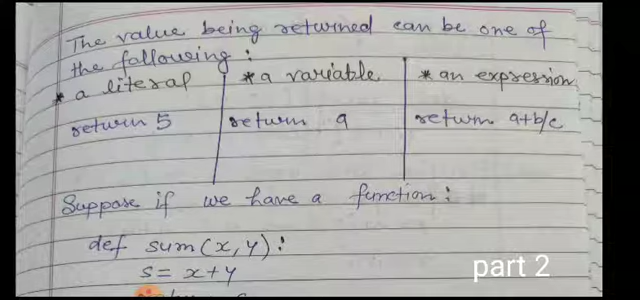 The value being returned can be one of
the following:
* a literal * a variable * an expression
return 5 return a return a+b/c
Suppose if we have a function:
def sum(x,y):
s = x+y
part 2